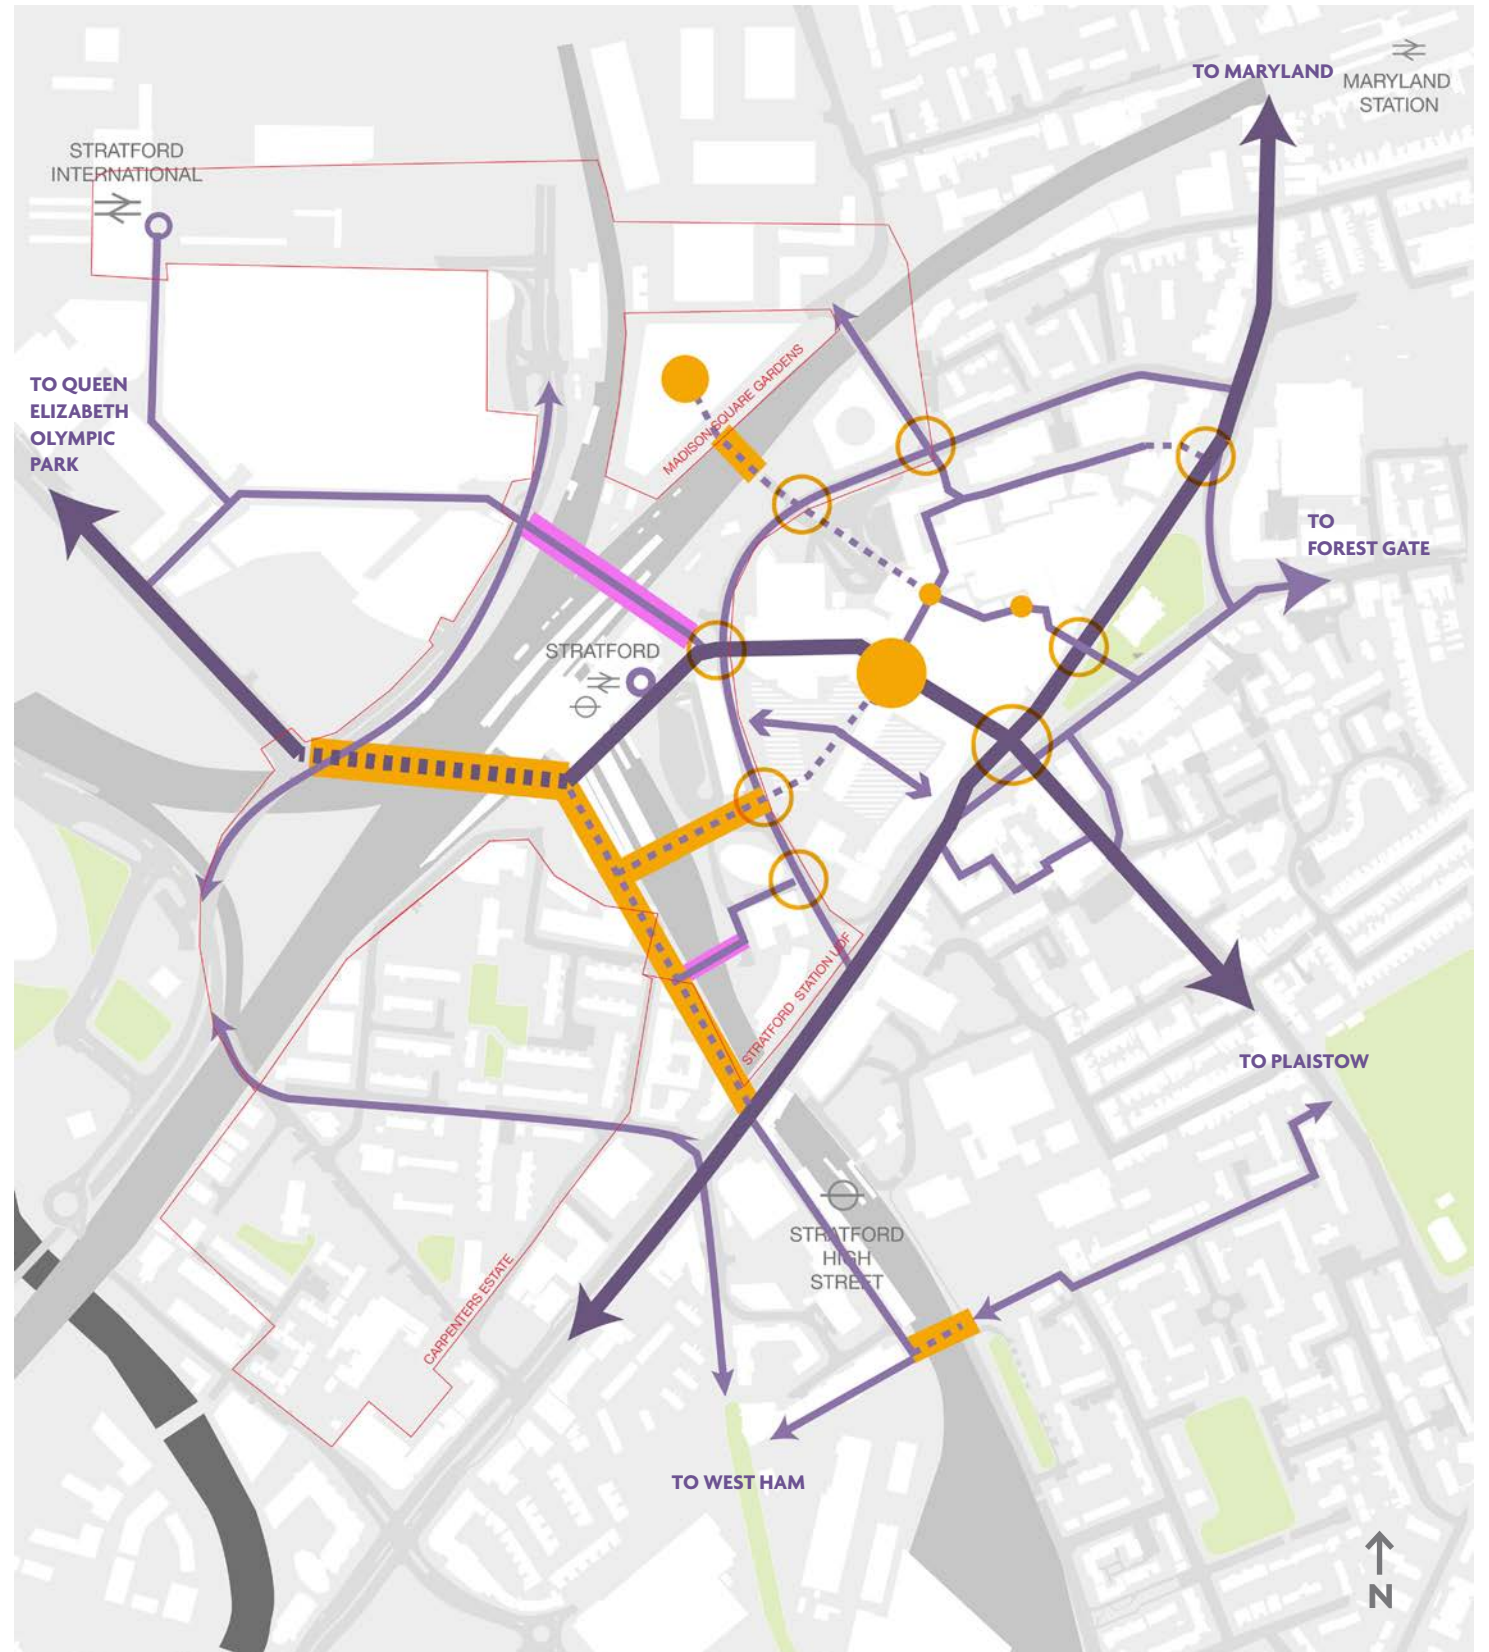 TO MARYLAND
MARYLAND
STATION
STRATFORD
INTERNATIONAL
TO QUEEN
ELIZABETH
OLYMPIC
PARK
MADISON SQUARE GARDENS
TO
FOREST GATE
STRATFORD
STRATFORD STATION UDF
TO PLAISTOW
STRATFORD
HIGH
STREET
CARPENTERS ESTATE
TO WEST HAM
N